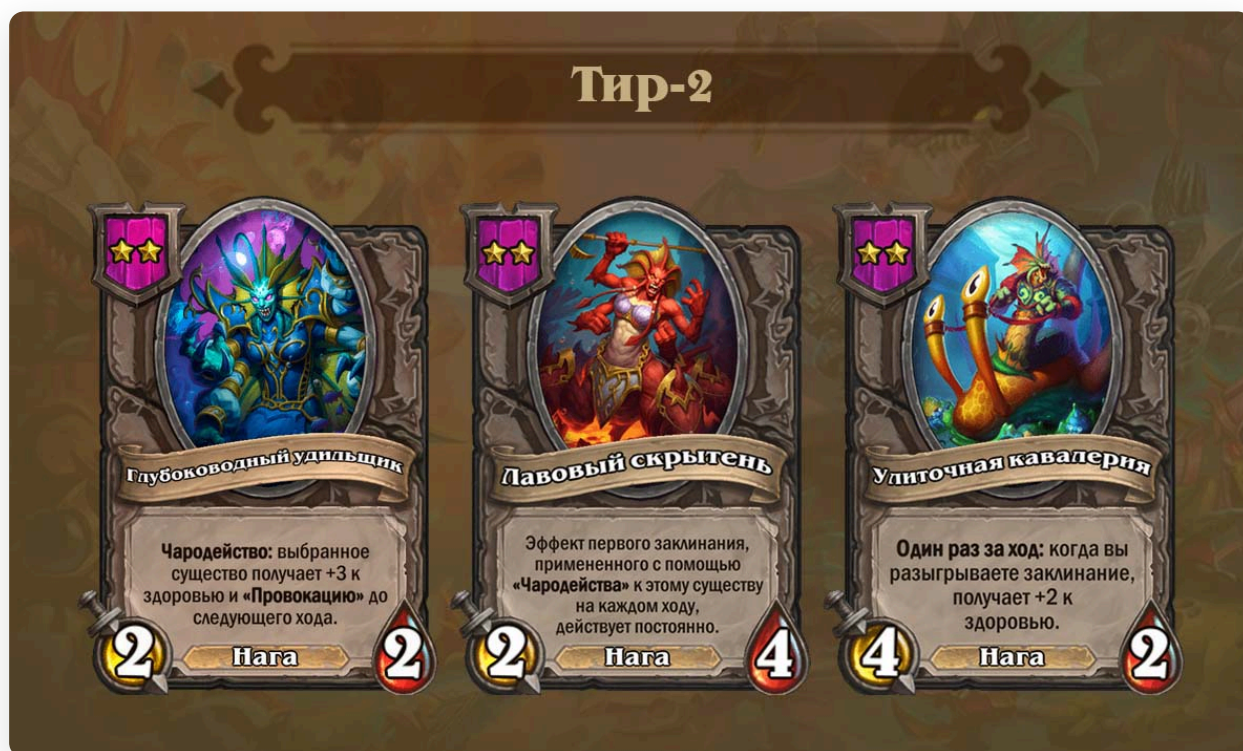 Тир-2
Глубоководный удильщик
Чародейство: выбранное
существо получает +3 к
здоровью и «Провокацию» до
следующего хода.
2
Нага
2
Лавовый скрытень
Эффект первого заклинания,
примененного с помощью
«Чародейства» к этому существу
на каждом ходу,
действует постоянно.
2
Нага
4
Улиточная кавалерия
Один раз за ход: когда вы
разыгрываете заклинание,
получает +2 к
здоровью.
4
Нага
2